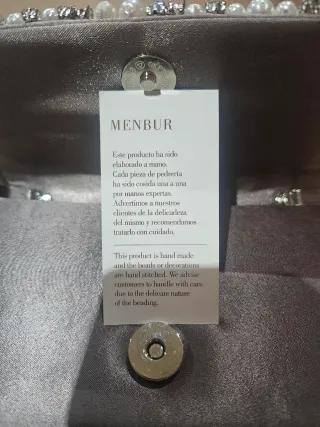 MENBUR
Este producto ha sido
elaborado a mano.
Cada pieza de pedrería
ha sido cosida una a una
por manos expertas.
Advertimos a nuestros
clientes de la delicadeza
del mismo y recomendamos
tratarlo con cuidado.
This product is hand made
and the beads or decorations
are hand stitched. We advise
customers to handle with care
due to the delicate nature
of the beading.